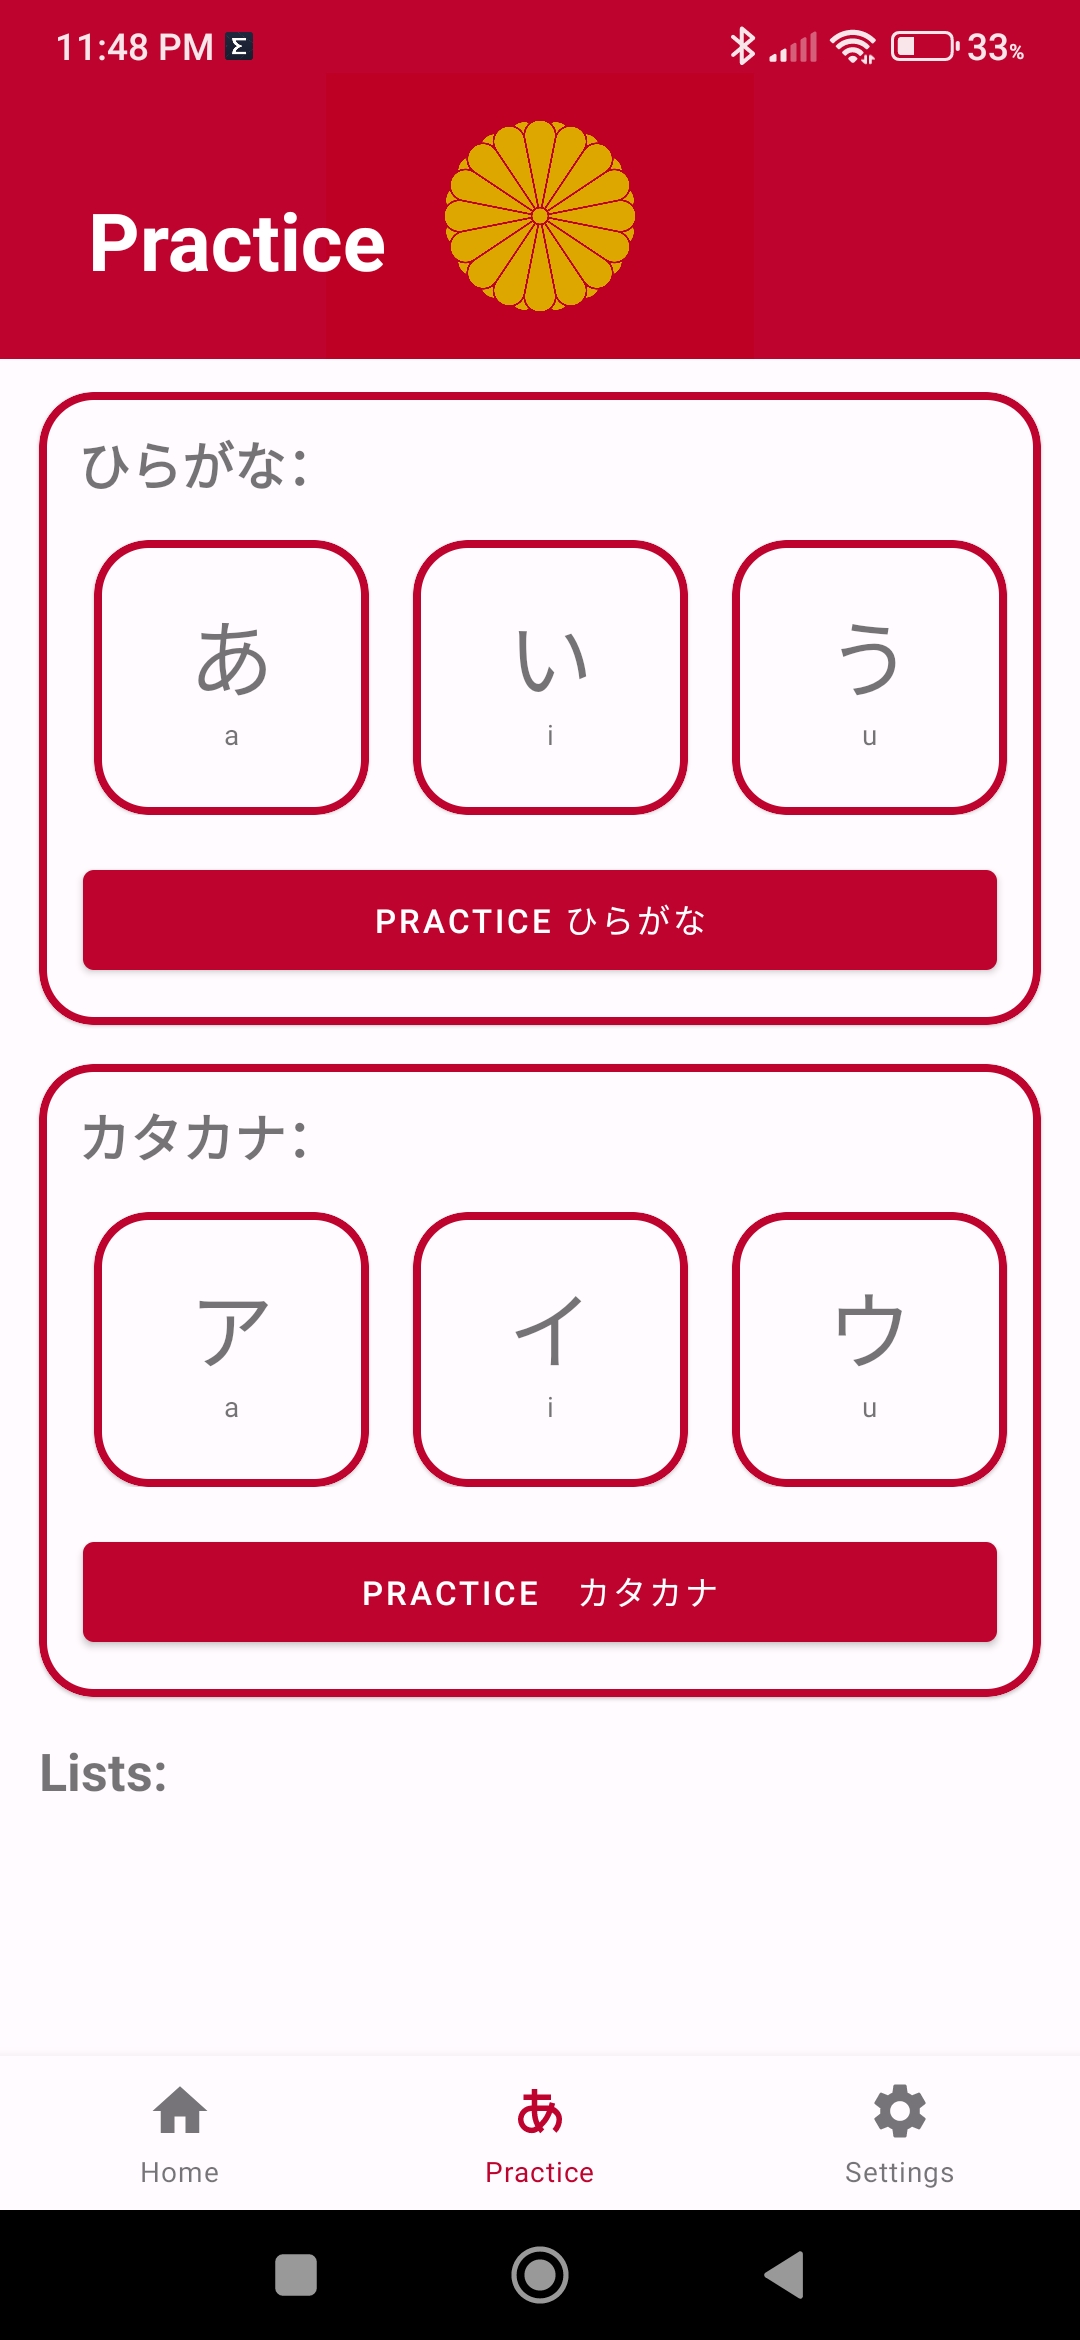 11:48 PM Σ 33%
Practice
ひらがな:
あ い う
a i u
PRACTICE ひらがな
カタカナ:
ア イ ウ
a i u
PRACTICE　カタカナ
Lists:
あ
Home Practice Settings